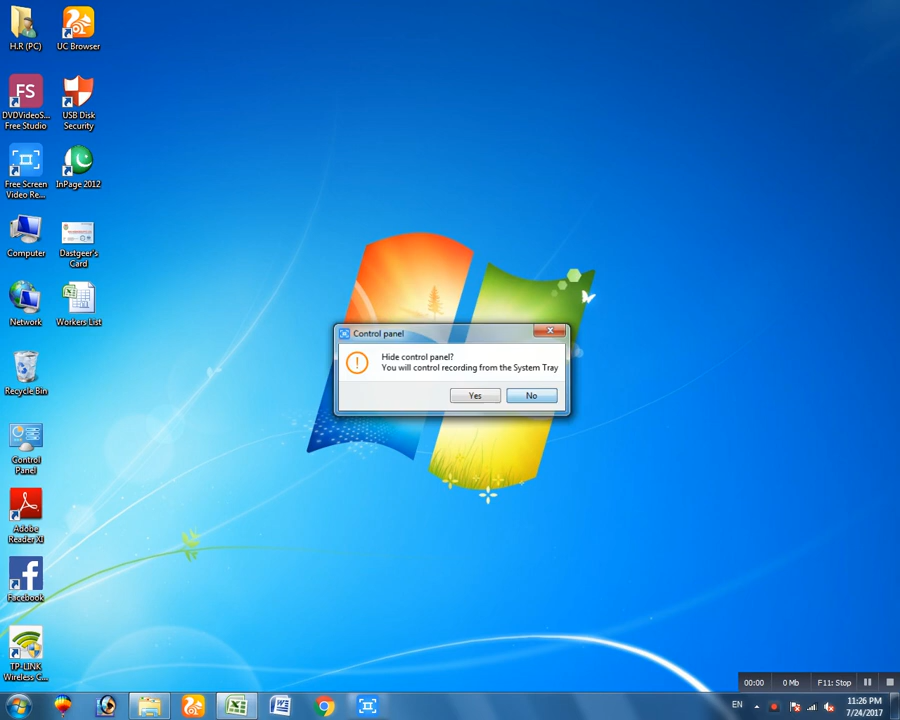 H.R (PC)
UC Browser
FS
DVDVideoS...
Free Studio
USB Disk
Security
Free Screen
Video Re...
InPage 2012
Computer
Dastgeer's
Card
Network
Workers List
Recycle Bin
Control
Panel
Adobe
Reader XI
Facebook
TP-LINK
Wireless C...
Control panel
Hide control panel?
You will control recording from the System Tray
Yes
No
00:00
0 Mb
F11: Stop
EN
11:26 PM
7/24/2017